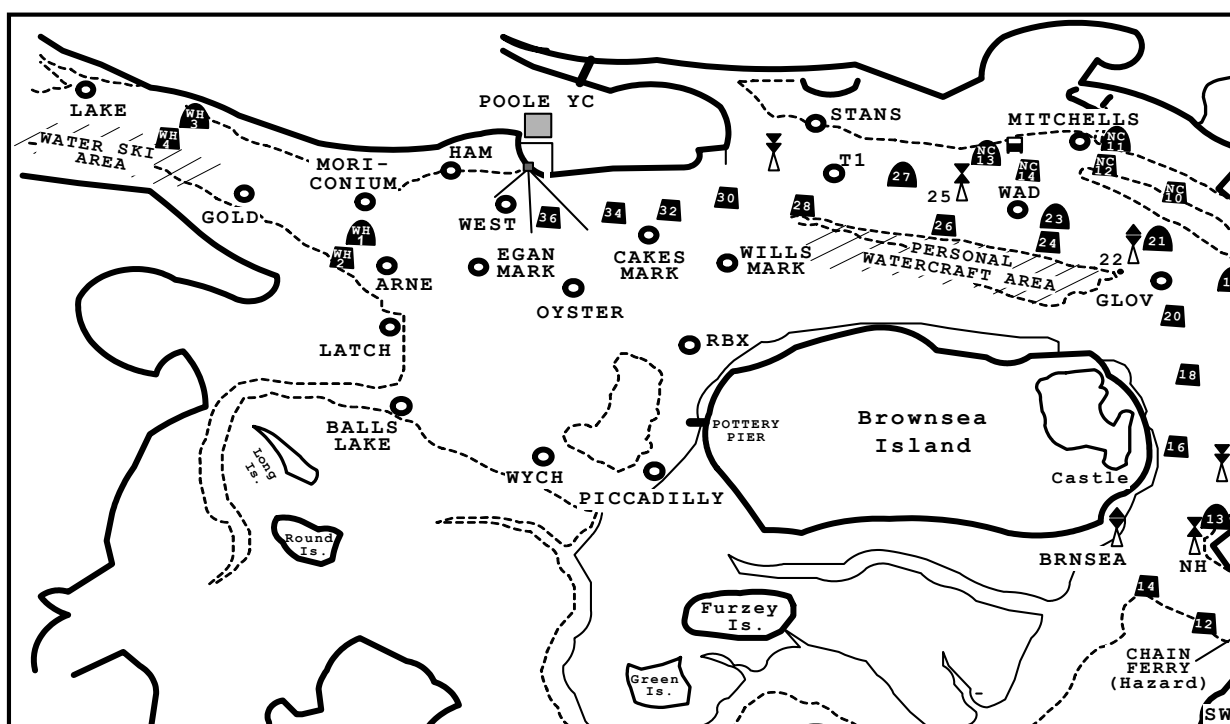 POOLE YC
LAKE
WH
3
WH
4
STANS
MITCHELLS
NC
11
WATER SKI
AREA
MORI-
CONIUM
HAM
T1
NC
13
NC
14
NC
12
27
25
WAD
NC
10
GOLD
WEST
36
34
32
30
28
26
23
24
21
22
WH
1
WH
2
ARNE
EGAN
MARK
CAKES
MARK
WILLS
MARK
PERSONAL
WATERCRAFT AREA
GLOV
OYSTER
20
LATCH
RBX
18
BALLS
LAKE
POTTERY
PIER
Brownsea
Island
16
Long
Is.
WYCH
PICCADILLY
Castle
Round
Is.
13
BRNSEA
NH
14
Furzey
Is.
12
CHAIN
FERRY
(Hazard)
Green
Is.
SW